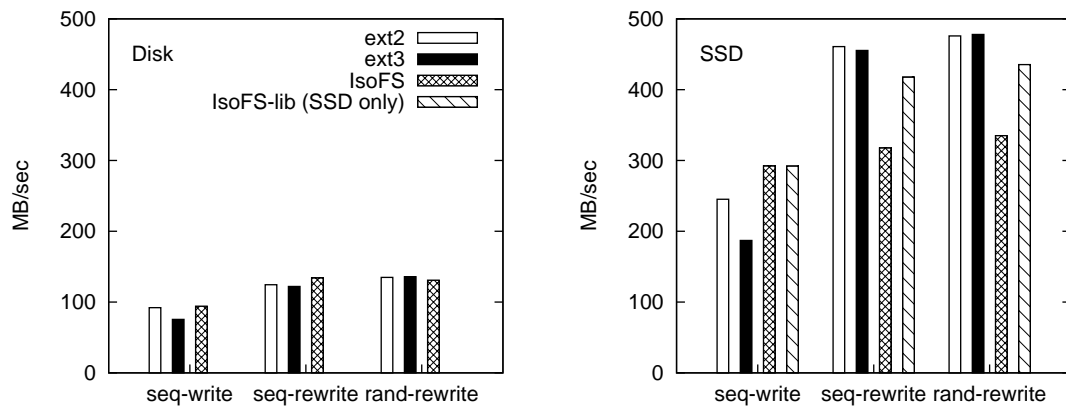 500
400
300
200
100
0
MB/sec
Disk
ext2
ext3
IsoFS
IsoFS-lib (SSD only)
seq-write seq-rewrite rand-rewrite
500
400
300
200
100
0
MB/sec
SSD
seq-write seq-rewrite rand-rewrite